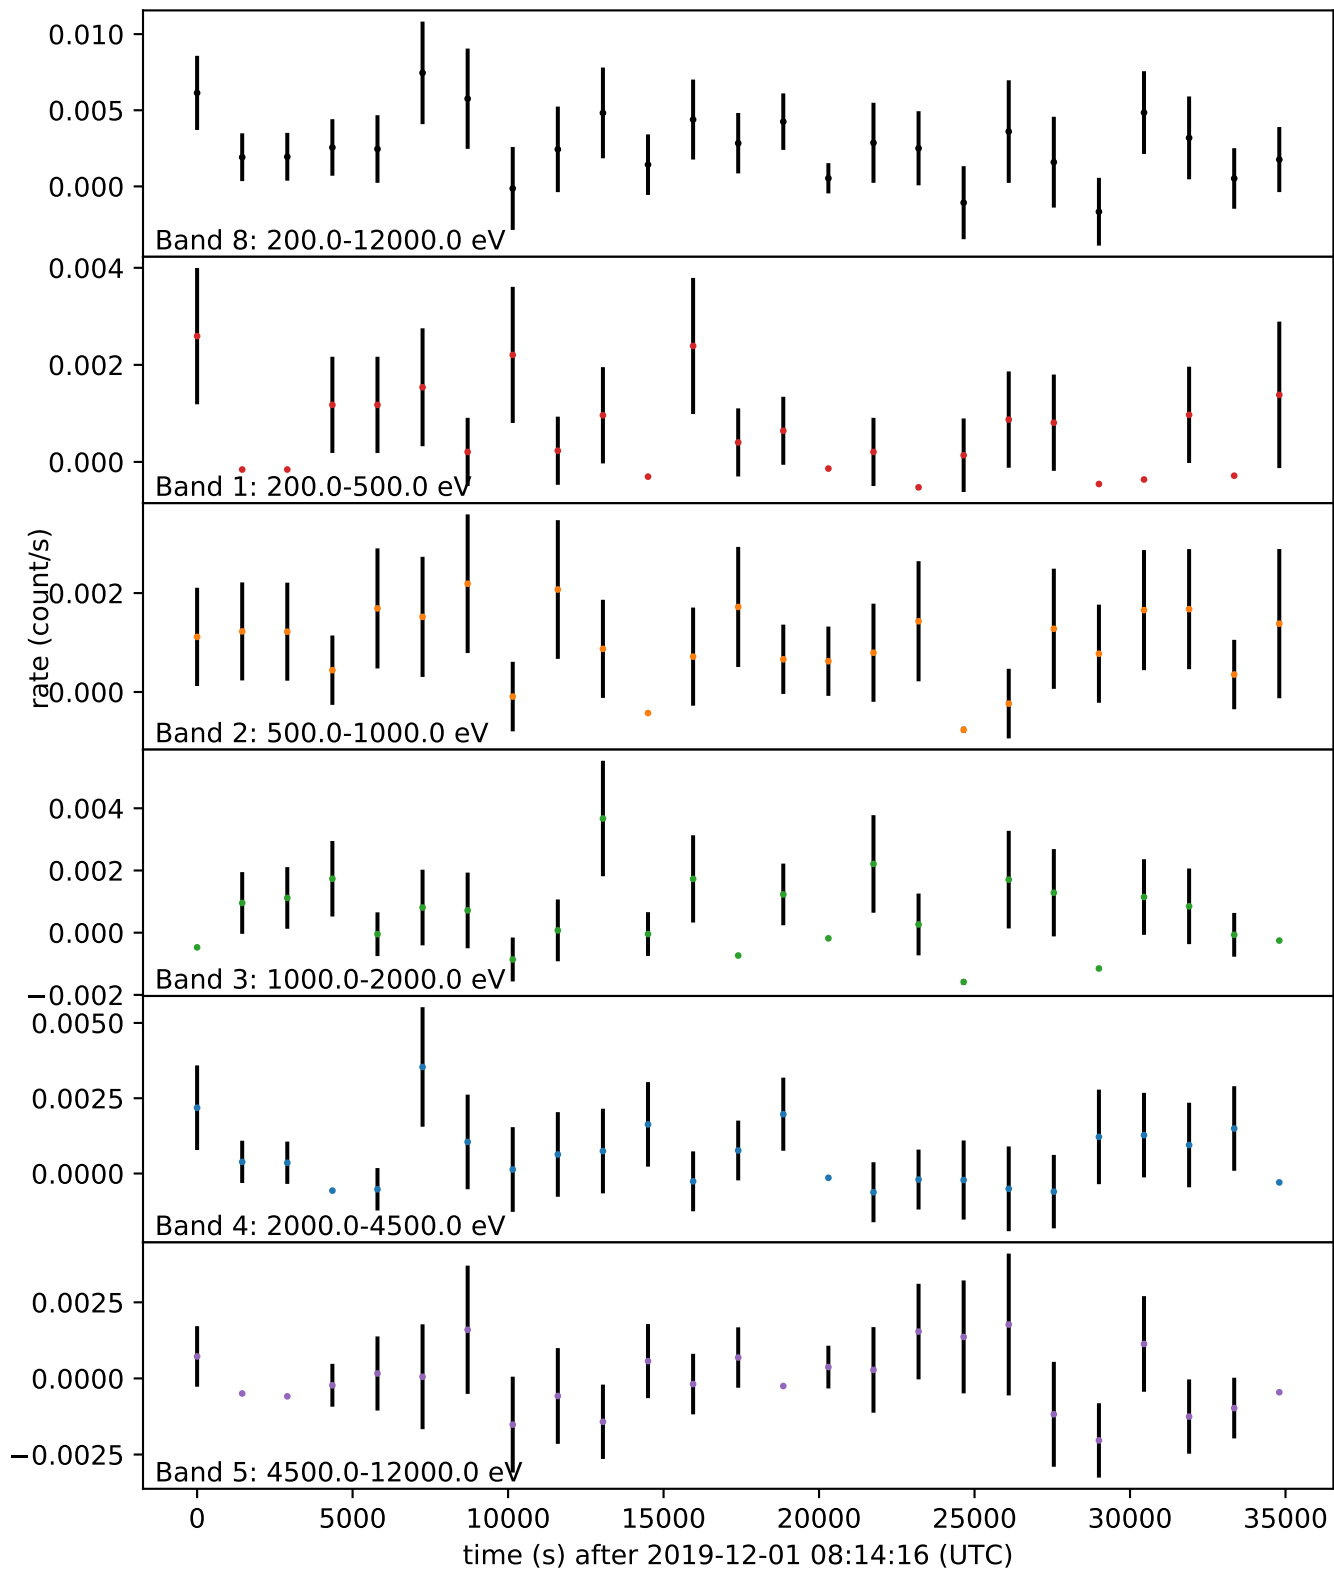 0.010
0.005
0.000
Band 8: 200.0-12000.0 eV
0.004
0.002
0.000
Band 1: 200.0-500.0 eV
rate (count/s)
0.002
0.000
Band 2: 500.0-1000.0 eV
0.004
0.002
0.000
−0.002
Band 3: 1000.0-2000.0 eV
0.0050
0.0025
0.0000
Band 4: 2000.0-4500.0 eV
0.0025
0.0000
−0.0025
Band 5: 4500.0-12000.0 eV
0 5000 10000 15000 20000 25000 30000 35000
time (s) after 2019-12-01 08:14:16 (UTC)